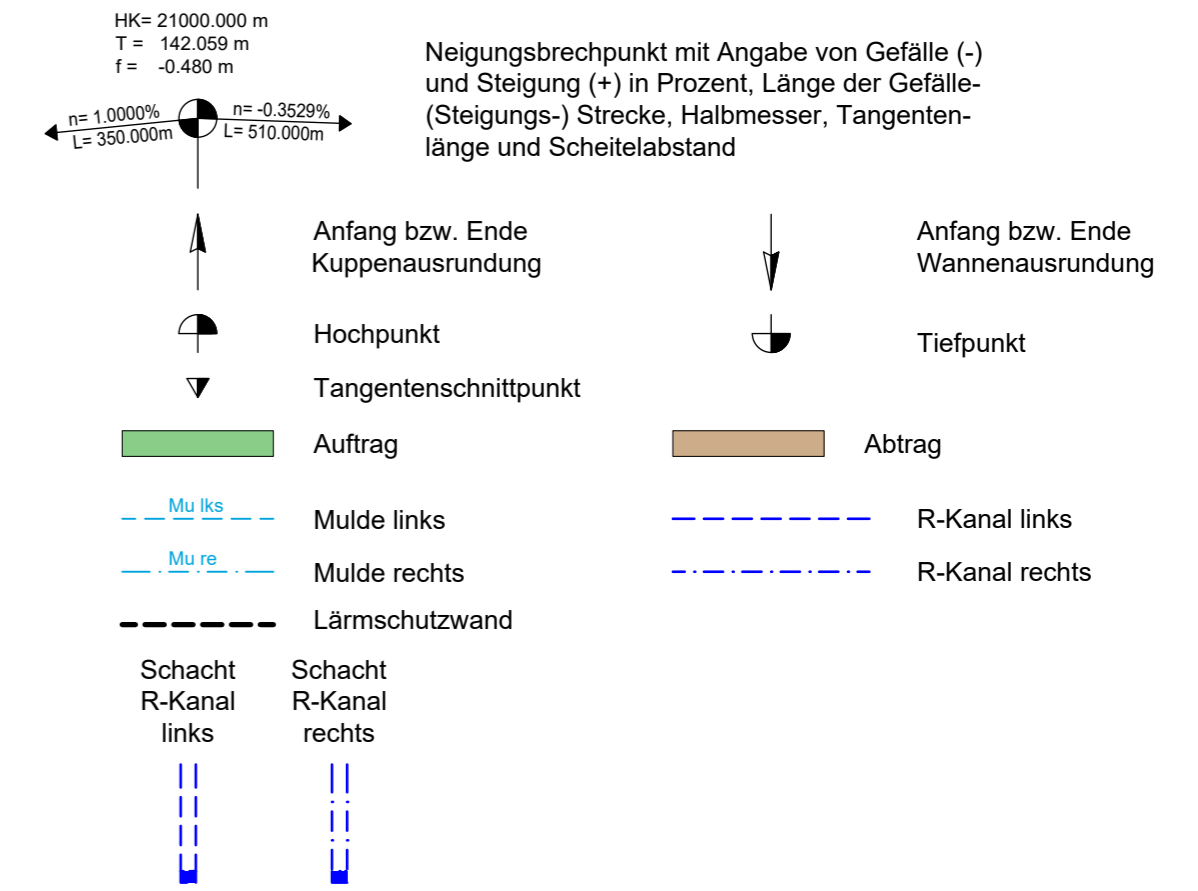 HK= 21000.000 m
T = 142.059 m
f = -0.480 m
n= 1.0000%
L= 350.000m
n= -0.3529%
L= 510.000m
Neigungsbrechpunkt mit Angabe von Gefälle (-)
und Steigung (+) in Prozent, Länge der Gefälle-
(Steigungs-) Strecke, Halbmesser, Tangenten-
länge und Scheitelabstand
Anfang bzw. Ende
Kuppenausrundung
Anfang bzw. Ende
Wannenausrundung
Hochpunkt
Tiefpunkt
Tangentenschnittpunkt
Auftrag
Abtrag
Mu lks
Mulde links
R-Kanal links
Mu re
Mulde rechts
R-Kanal rechts
Lärmschutzwand
Schacht
R-Kanal
links
Schacht
R-Kanal
rechts